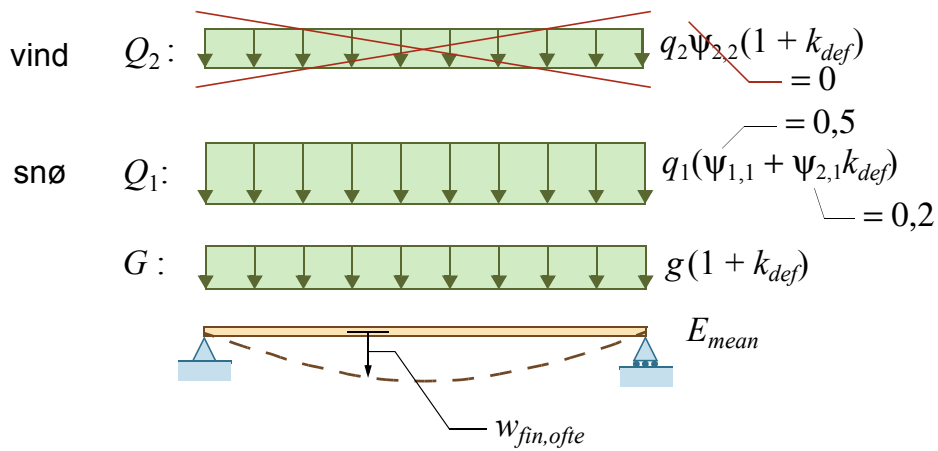 vind Q₂ : q₂ψ₂,₂(1 + k_def)
= 0
= 0,5
snø Q₁: q₁(ψ₁,₁ + ψ₂,₁k_def)
= 0,2
G : g(1 + k_def)
E_mean
w_fin,ofte